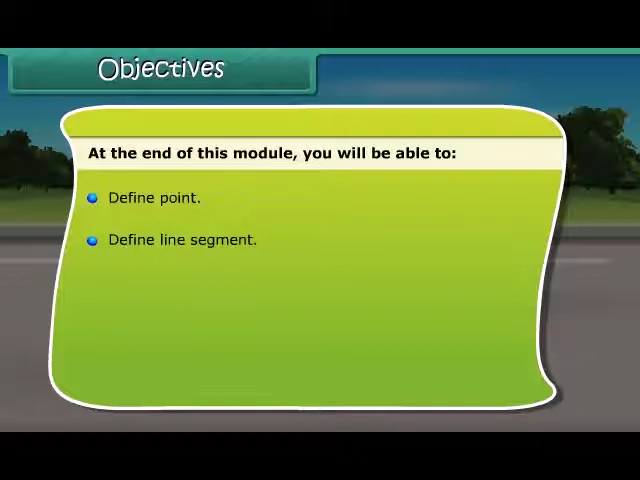 Objectives
At the end of this module, you will be able to:
Define point.
Define line segment.